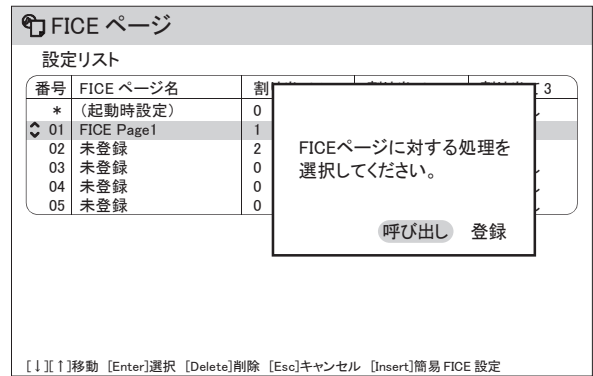 FICE ページ
設定リスト
番号 FICE ページ名 割 3
* (起動時設定) 0
01 FICE Page1 1
02 未登録 2
03 未登録 0
04 未登録 0
05 未登録 0
FICEページに対する処理を
選択してください。
呼び出し 登録
[↓][↑]移動 [Enter]選択 [Delete]削除 [Esc]キャンセル [Insert]簡易 FICE 設定